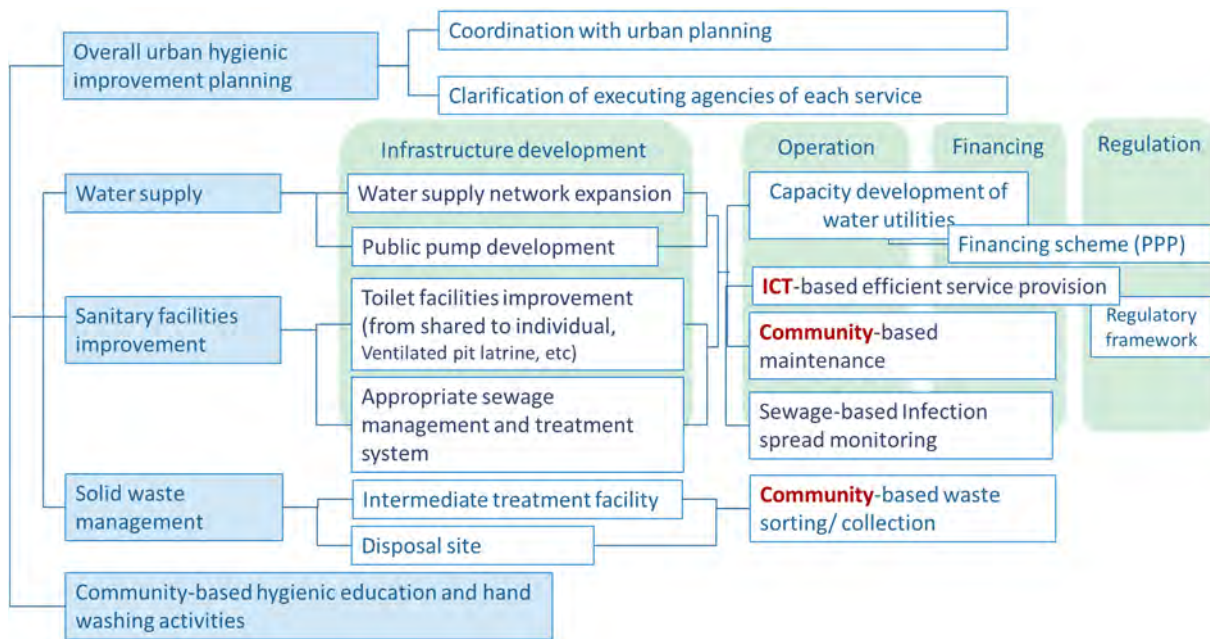 Overall urban hygienic
improvement planning
Coordination with urban planning
Clarification of executing agencies of each service
Infrastructure development
Operation
Financing
Regulation
Water supply
Water supply network expansion
Public pump development
Capacity development of
water utilities
Financing scheme (PPP)
Sanitary facilities
improvement
Toilet facilities improvement
(from shared to individual,
Ventilated pit latrine, etc)
Appropriate sewage
management and treatment
system
ICT-based efficient service provision
Community-based
maintenance
Regulatory
framework
Sewage-based Infection
spread monitoring
Solid waste
management
Intermediate treatment facility
Disposal site
Community-based waste
sorting/ collection
Community-based hygienic education and hand
washing activities